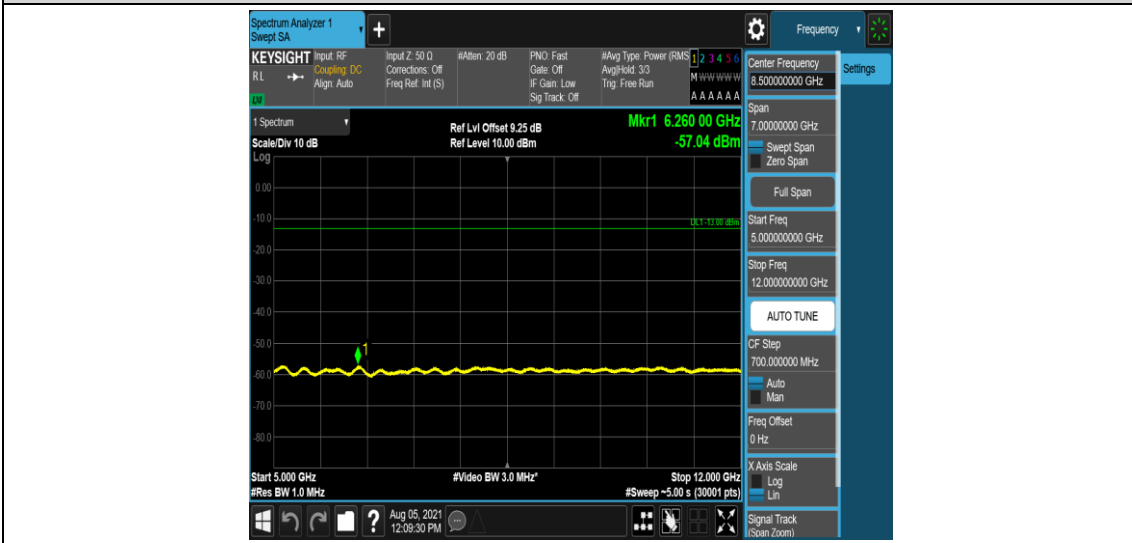 Spectrum Analyzer 1
Swept SA
+
Frequency
KEYSIGHT
RL
LXI
Input: RF
Coupling: DC
Align: Auto
Input Z: 50 Ω
Corrections: Off
Freq Ref: Int (S)
#Atten: 20 dB
PNO: Fast
Gate: Off
IF Gain: Low
Sig Track: Off
#Avg Type: Power (RMS
Avg|Hold: 3/3
Trig: Free Run
1 2 3 4 5 6
M W W W W W
A A A A A A
1 Spectrum
Scale/Div 10 dB
Ref Lvl Offset 9.25 dB
Ref Level 10.00 dBm
Mkr1 6.260 00 GHz
-57.04 dBm
Log
0.00
-10.0
DL1 -13.00 dBm
-20.0
-30.0
-40.0
-50.0
1
-60.0
-70.0
-80.0
Start 5.000 GHz
#Video BW 3.0 MHz*
Stop 12.000 GHz
#Res BW 1.0 MHz
#Sweep ~5.00 s (30001 pts)
?
Aug 05, 2021
12:09:30 PM
Center Frequency
8.500000000 GHz
Settings
Span
7.00000000 GHz
Swept Span
Zero Span
Full Span
Start Freq
5.000000000 GHz
Stop Freq
12.000000000 GHz
AUTO TUNE
CF Step
700.000000 MHz
Auto
Man
Freq Offset
0 Hz
X Axis Scale
Log
Lin
Signal Track
(Span Zoom)